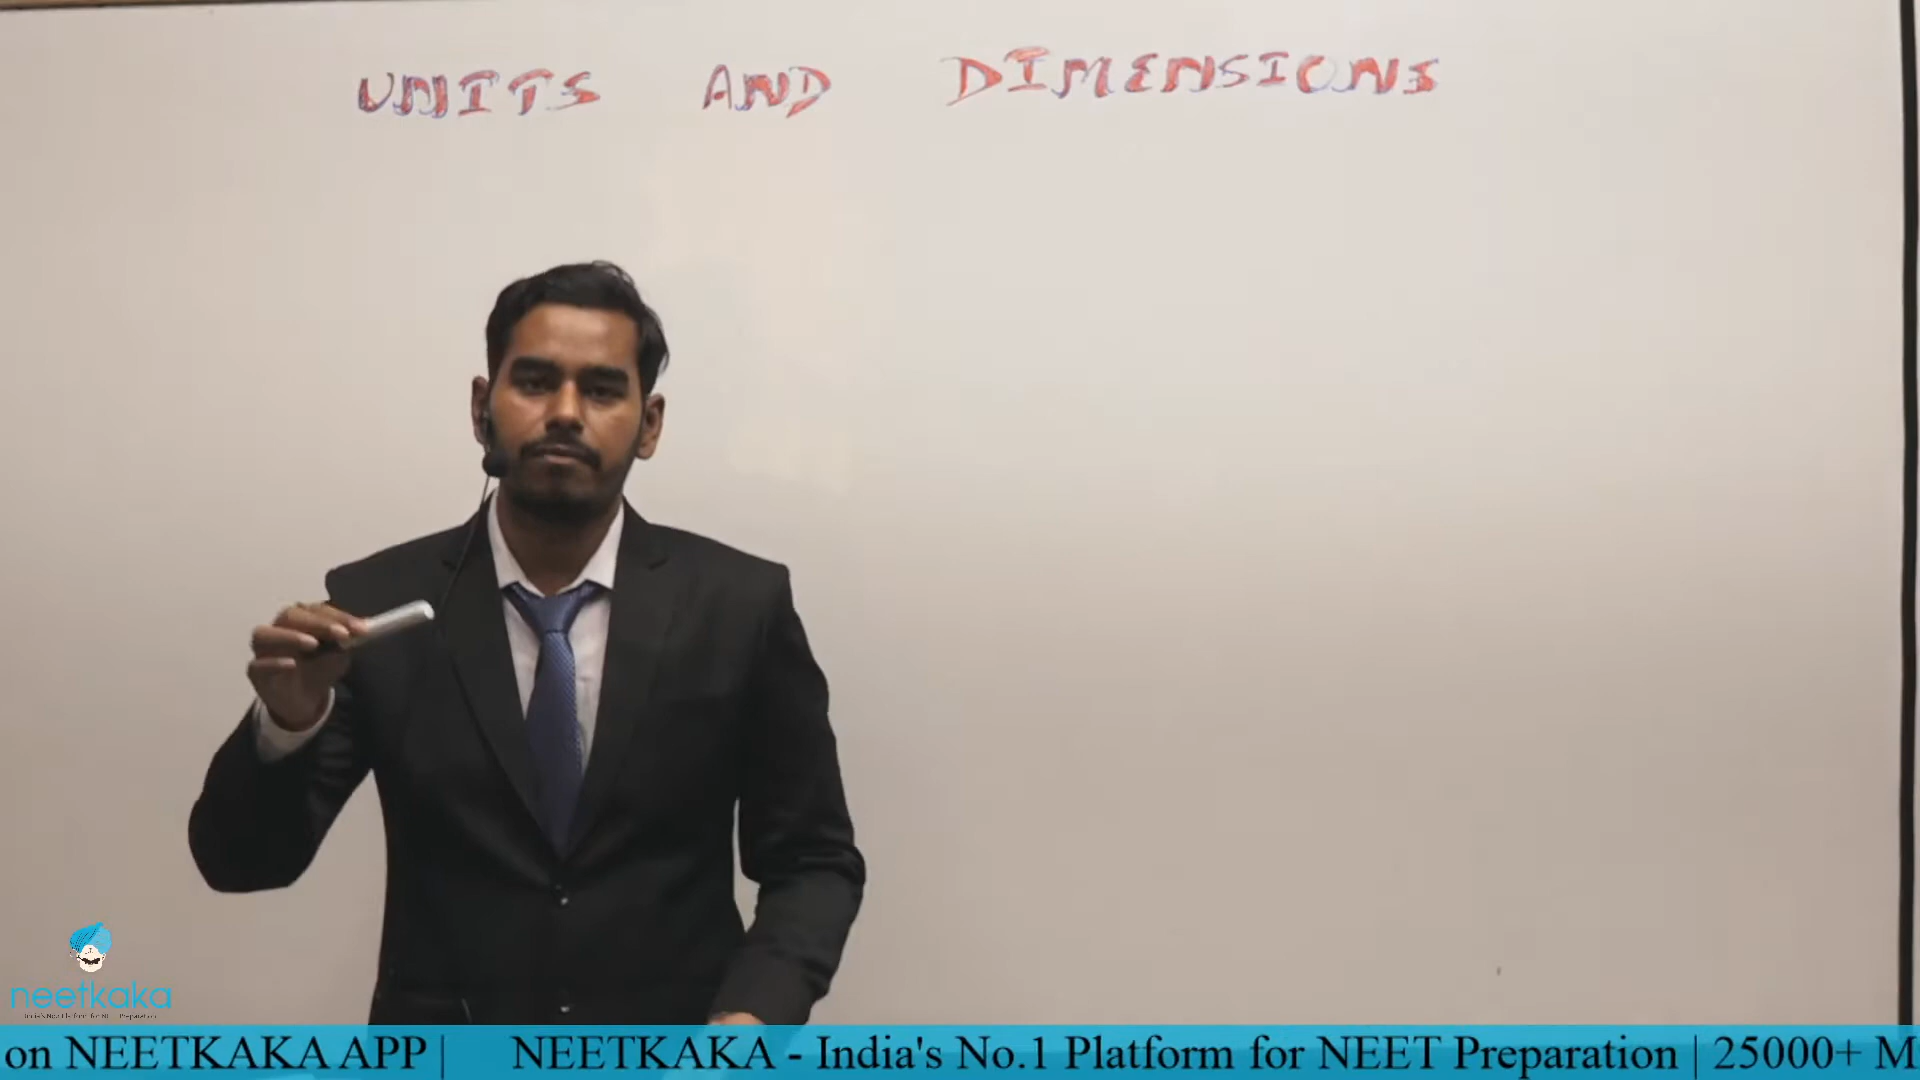 UNITS AND DIMENSIONS
neetkaka
on NEETKAKA APP | NEETKAKA - India's No.1 Platform for NEET Preparation | 25000+ M